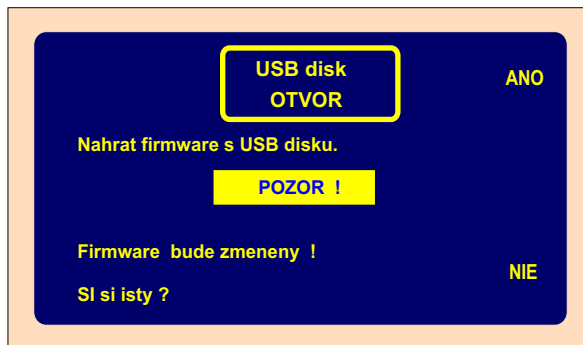 USB disk
OTVOR
ANO
Nahrat firmware s USB disku.
POZOR !
Firmware bude zmeneny !
NIE
SI si isty ?